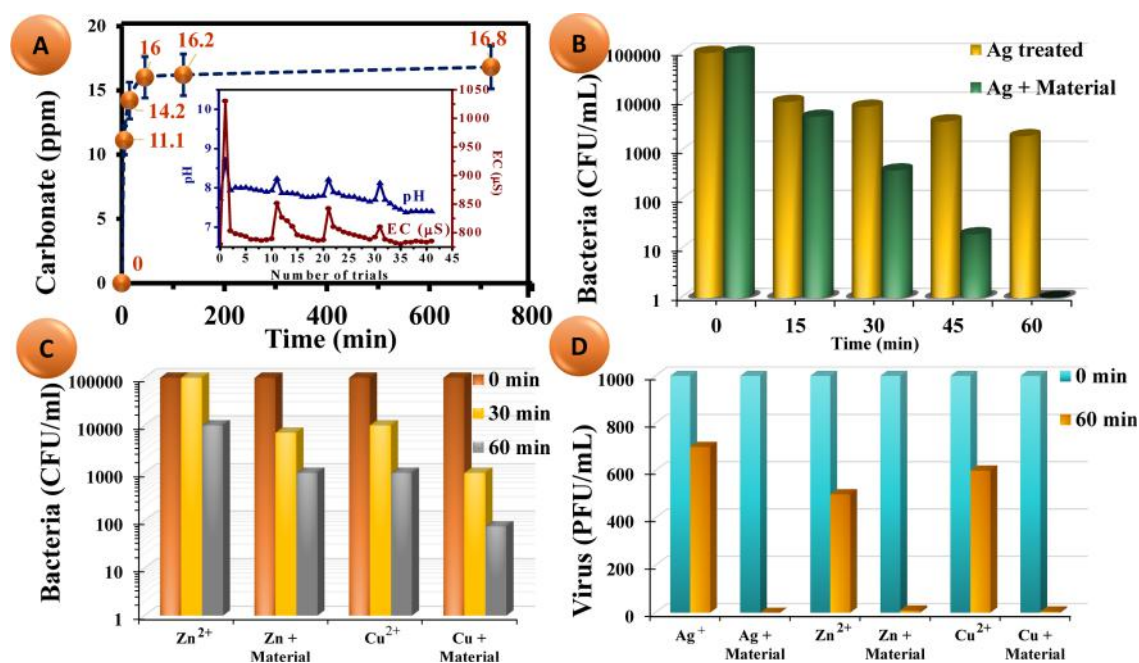 A
Carbonate (ppm)
20
15
10
5
0
0
11.1
14.2
16
16.2
16.8
0
200
400
600
800
Time (min)
pH
10
9
8
7
EC (µS)
1050
1000
950
900
850
800
pH
EC (µS)
0 5 10 15 20 25 30 35 40 45
Number of trials
B
Bacteria (CFU/mL)
100000
10000
1000
100
10
1
Ag treated
Ag + Material
0 15 30 45 60
Time (min)
C
Bacteria (CFU/ml)
100000
10000
1000
100
10
1
0 min
30 min
60 min
Zn²⁺ Zn + Cu²⁺ Cu +
Material Material
D
Virus (PFU/mL)
1000
800
600
400
200
0
0 min
60 min
Ag⁺ Ag + Zn²⁺ Zn + Cu²⁺ Cu +
Material Material Material